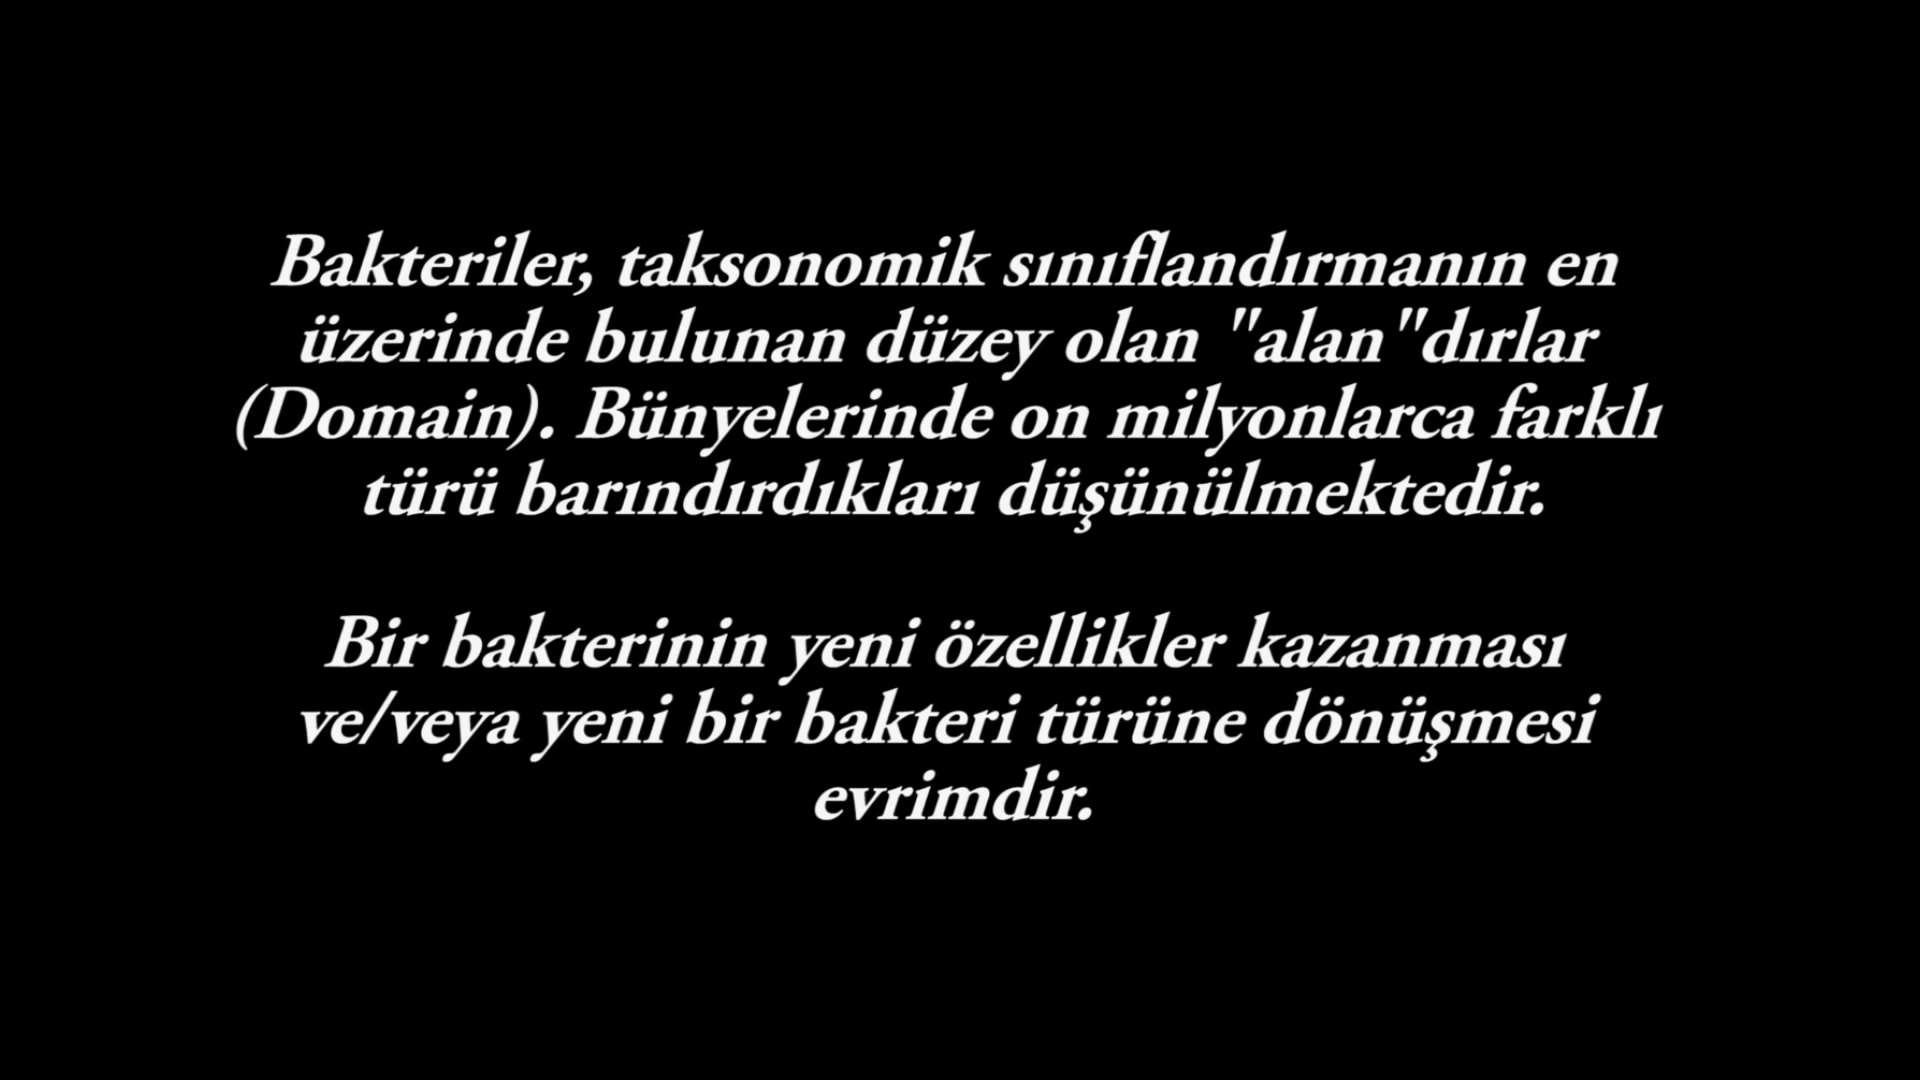 Bakteriler, taksonomik sınıflandırmanın en
üzerinde bulunan düzey olan "alan"dırlar
(Domain). Bünyelerinde on milyonlarca farklı
türü barındırdıkları düşünülmektedir.
Bir bakterinin yeni özellikler kazanması
ve/veya yeni bir bakteri türüne dönüşmesi
evrimdir.